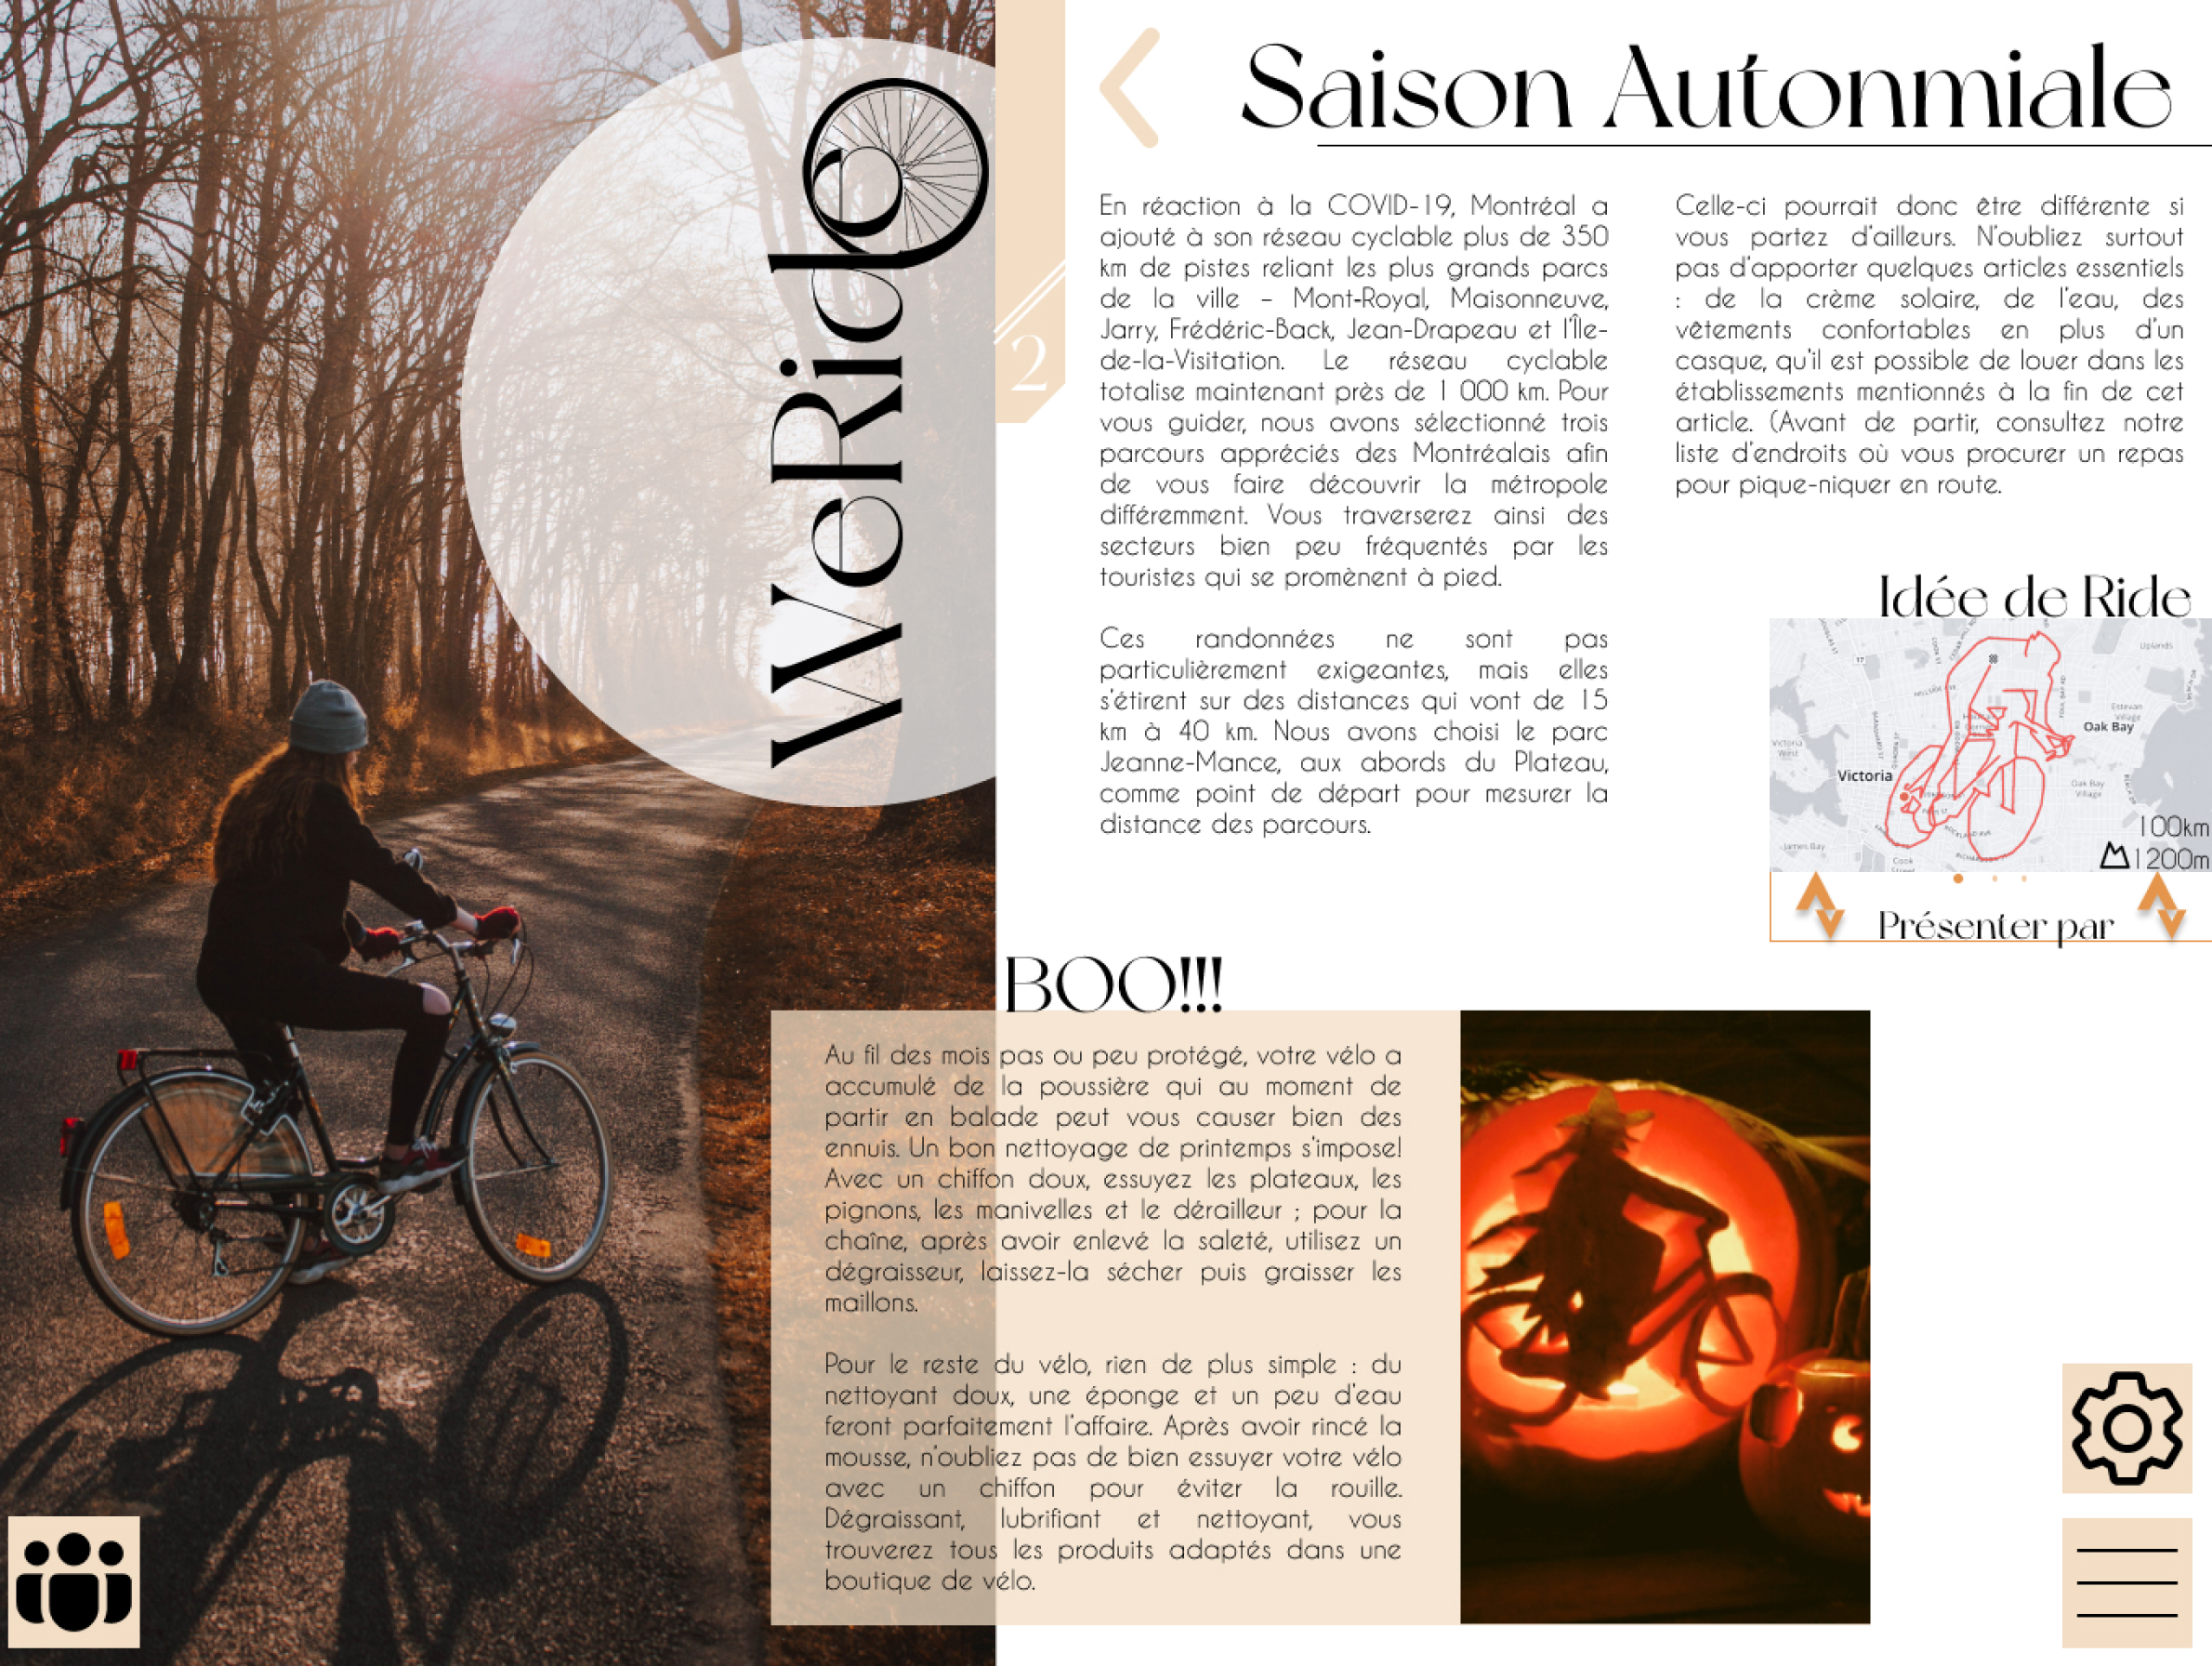 WeRide
2
Saison Autonmiale
En réaction à la COVID-19, Montréal a
ajouté à son réseau cyclable plus de 350
km de pistes reliant les plus grands parcs
de la ville – Mont-Royal, Maisonneuve,
Jarry, Frédéric-Back, Jean-Drapeau et l'Île-
de-la-Visitation. Le réseau cyclable
totalise maintenant près de 1 000 km. Pour
vous guider, nous avons sélectionné trois
parcours appréciés des Montréalais afin
de vous faire découvrir la métropole
différemment. Vous traverserez ainsi des
secteurs bien peu fréquentés par les
touristes qui se promènent à pied.
Ces randonnées ne sont pas
particulièrement exigeantes, mais elles
s'étirent sur des distances qui vont de 15
km à 40 km. Nous avons choisi le parc
Jeanne-Mance, aux abords du Plateau,
comme point de départ pour mesurer la
distance des parcours.
Celle-ci pourrait donc être différente si
vous partez d'ailleurs. N'oubliez surtout
pas d'apporter quelques articles essentiels
: de la crème solaire, de l'eau, des
vêtements confortables en plus d'un
casque, qu'il est possible de louer dans les
établissements mentionnés à la fin de cet
article. (Avant de partir, consultez notre
liste d'endroits où vous procurer un repas
pour pique-niquer en route.
Idée de Ride
Uplands
17
Estevan
Village
Oak Bay
Victoria
West
Victoria
Oak Bay
Village
James Bay
Cook
Street
100km
1200m
Présenter par
BOO!!!
Au fil des mois pas ou peu protégé, votre vélo a
accumulé de la poussière qui au moment de
partir en balade peut vous causer bien des
ennuis. Un bon nettoyage de printemps s'impose!
Avec un chiffon doux, essuyez les plateaux, les
pignons, les manivelles et le dérailleur ; pour la
chaîne, après avoir enlevé la saleté, utilisez un
dégraisseur, laissez-la sécher puis graisser les
maillons.
Pour le reste du vélo, rien de plus simple : du
nettoyant doux, une éponge et un peu d'eau
feront parfaitement l'affaire. Après avoir rincé la
mousse, n'oubliez pas de bien essuyer votre vélo
avec un chiffon pour éviter la rouille.
Dégraissant, lubrifiant et nettoyant, vous
trouverez tous les produits adaptés dans une
boutique de vélo.